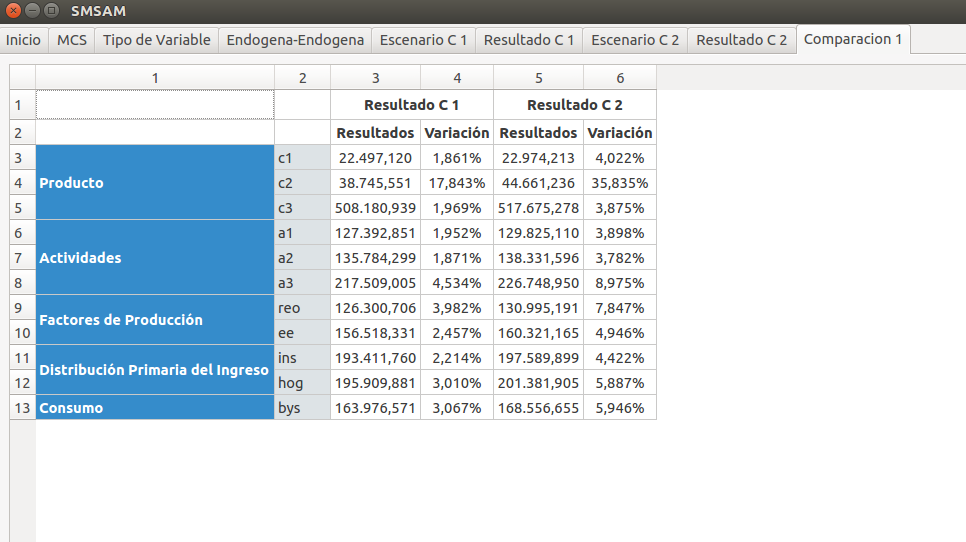 SMSAM
Inicio MCS Tipo de Variable Endogena-Endogena Escenario C 1 Resultado C 1 Escenario C 2 Resultado C 2 Comparacion 1
1 2 3 4 5 6
1 Resultado C 1 Resultado C 2
2 Resultados Variación Resultados Variación
3 c1 22.497,120 1,861% 22.974,213 4,022%
4 Producto c2 38.745,551 17,843% 44.661,236 35,835%
5 c3 508.180,939 1,969% 517.675,278 3,875%
6 a1 127.392,851 1,952% 129.825,110 3,898%
7 Actividades a2 135.784,299 1,871% 138.331,596 3,782%
8 a3 217.509,005 4,534% 226.748,950 8,975%
9 reo 126.300,706 3,982% 130.995,191 7,847%
Factores de Producción
10 ee 156.518,331 2,457% 160.321,165 4,946%
11 ins 193.411,760 2,214% 197.589,899 4,422%
Distribución Primaria del Ingreso
12 hog 195.909,881 3,010% 201.381,905 5,887%
13 Consumo bys 163.976,571 3,067% 168.556,655 5,946%